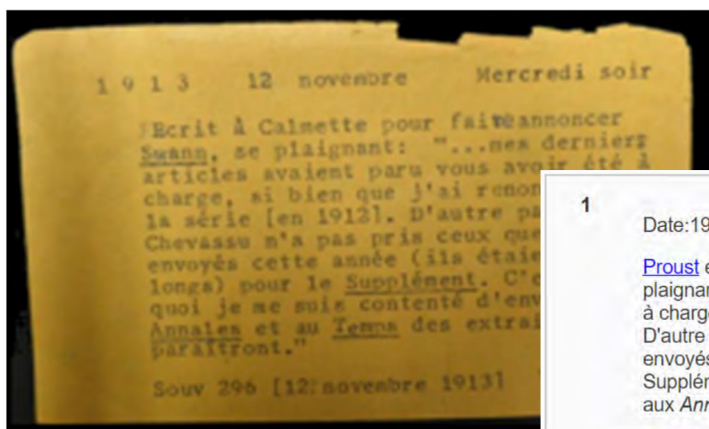 1 9 1 3 12 novembre Mercredi soir
Ecrit à Calmette pour faire annoncer
Swann, se plaignant: "...mes derniers
articles avaient paru vous avoir été à
charge, si bien que j'ai renon
la série [en 1912]. D'autre pa
Chevassu n'a pas pris ceux que
envoyés cette année (ils étaie
longs) pour le Supplément. C'e
quoi je me suis contenté d'env
Annales et au Temps des extrai
paraîtront."
Souv 296 [12 novembre 1913]
1
Date:19
Proust e
plaignar
à charge
D'autre
envoyés
Supplém
aux Ann